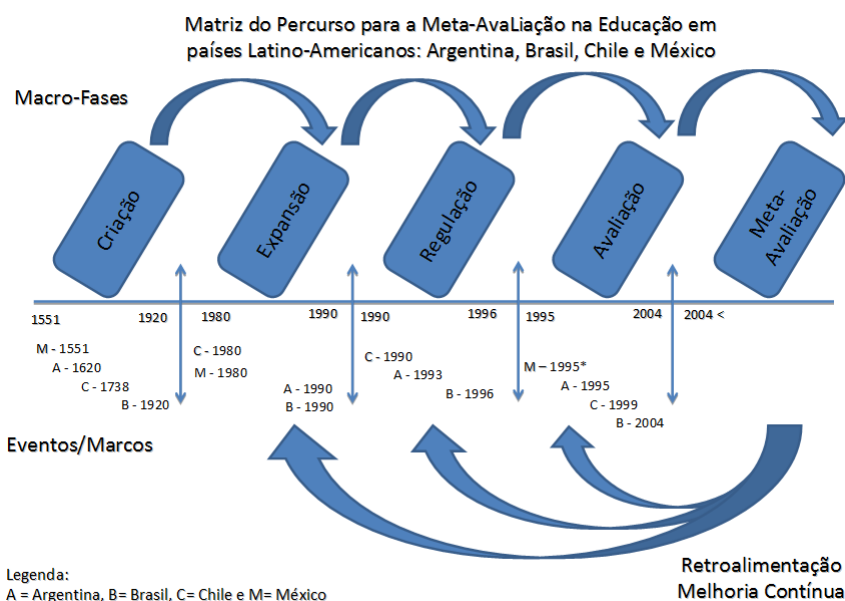 Matriz do Percurso para a Meta-AvaLiação na Educação em
países Latino-Americanos: Argentina, Brasil, Chile e México
Macro-Fases
Criação
Expansão
Regulação
Avaliação
Meta-
Avaliação
1551
1920
1980
1990
1990
1996
1995
2004
2004 <
M - 1551
A - 1620
C - 1738
B - 1920
C - 1980
M - 1980
A - 1990
B - 1990
C - 1990
A - 1993
B - 1996
M – 1995*
A - 1995
C - 1999
B - 2004
Eventos/Marcos
Retroalimentação
Melhoria Contínua
Legenda:
A = Argentina, B= Brasil, C= Chile e M= México